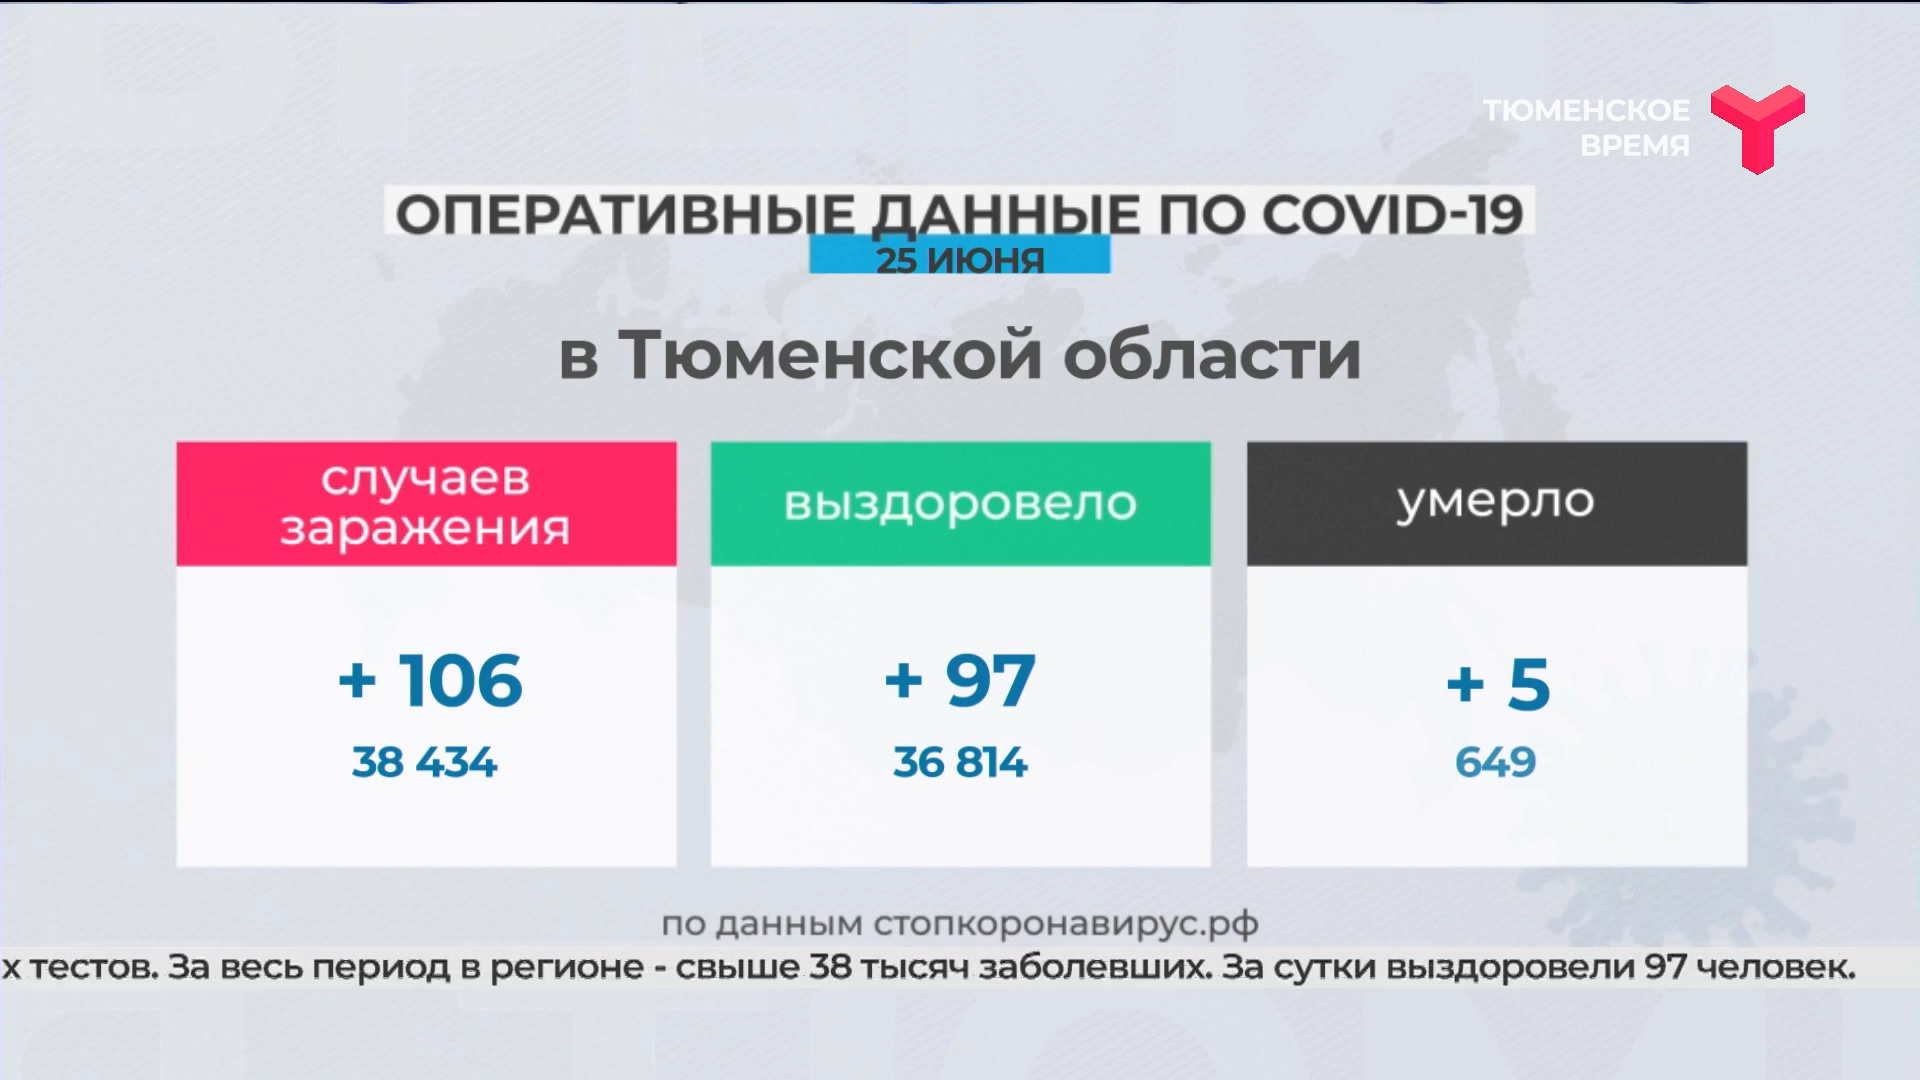 ТЮМЕНСКОЕ
ВРЕМЯ
ОПЕРАТИВНЫЕ ДАННЫЕ ПО COVID-19
25 ИЮНЯ
в Тюменской области
случаев
заражения
+ 106
38 434
выздоровело
+ 97
36 814
умерло
+ 5
649
по данным стопкоронавирус.рф
х тестов. За весь период в регионе - свыше 38 тысяч заболевших. За сутки выздоровели 97 человек.